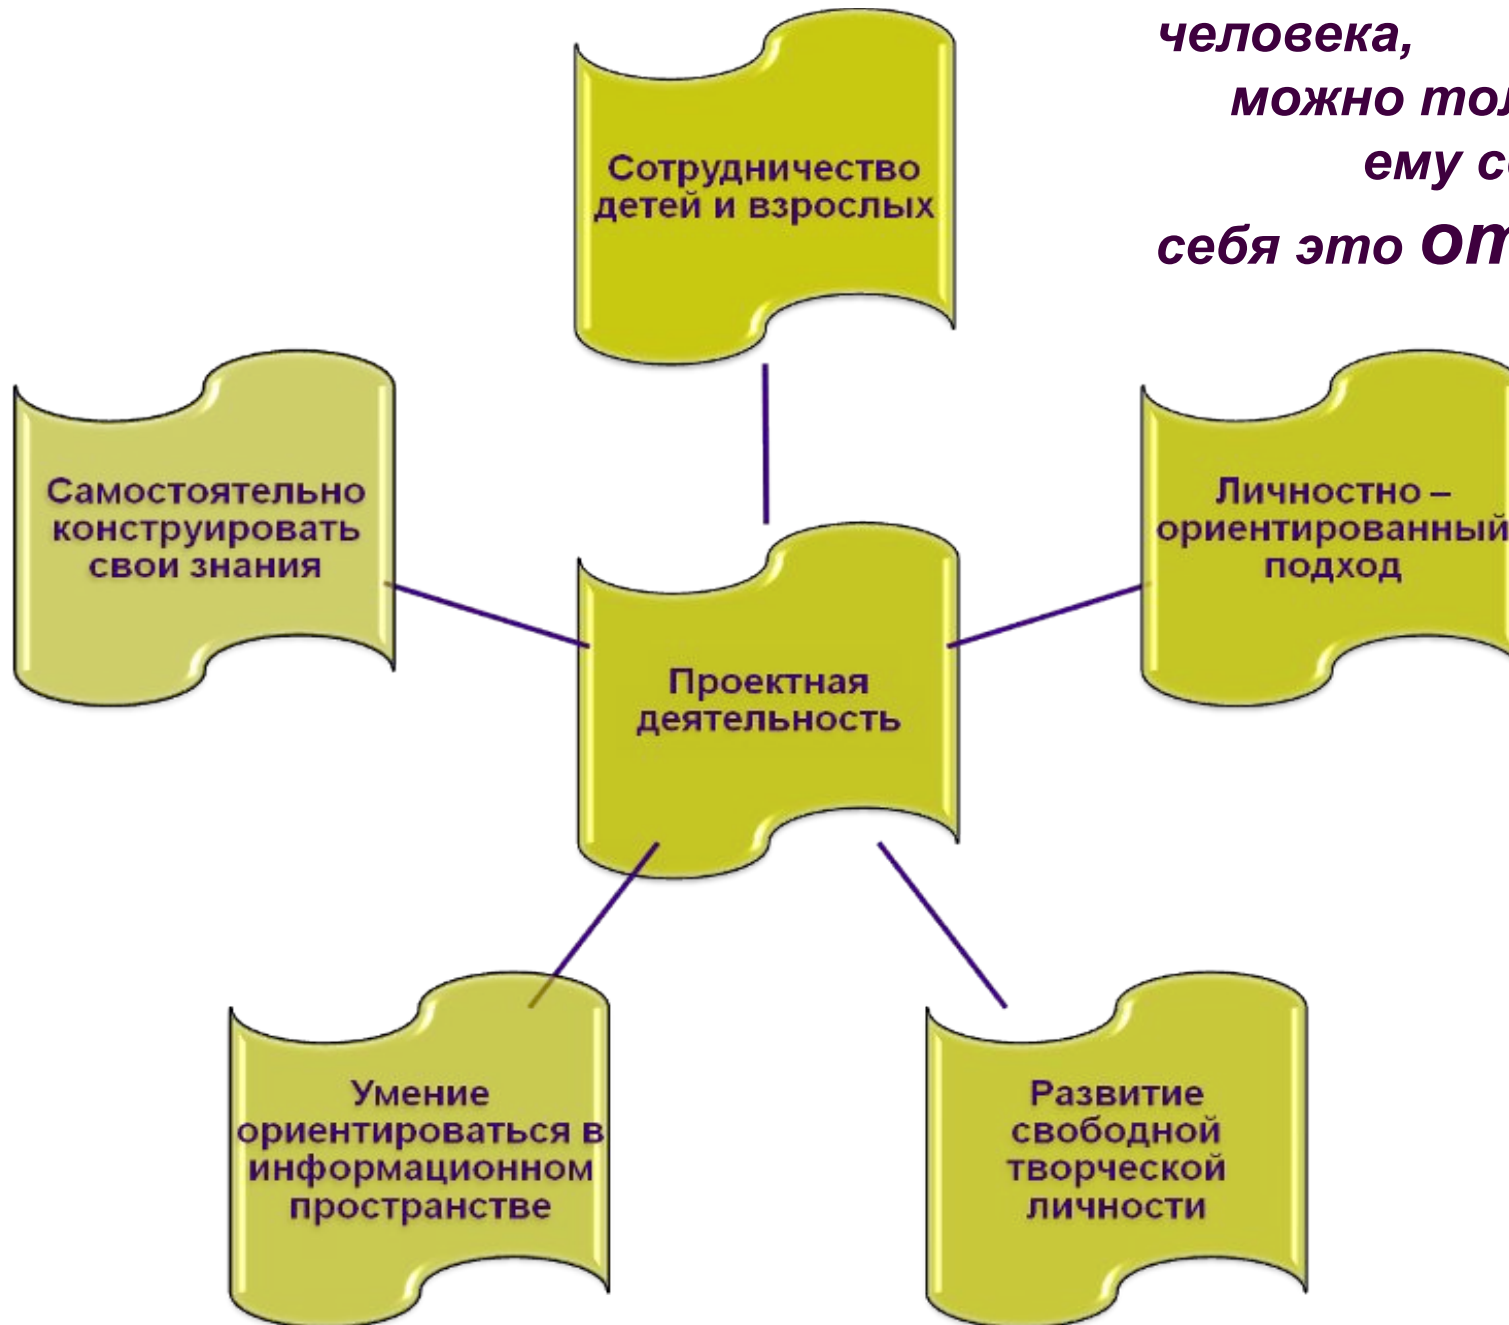 человека,
можно
ему
себя это
Сотрудничество
детей и взрослых
Самостоятельно
конструировать
свои знания
Личностно –
ориентированный
подход
Проектная
деятельность
Умение
ориентироваться в
информационном
пространстве
Развитие
свободной
творческой
личности